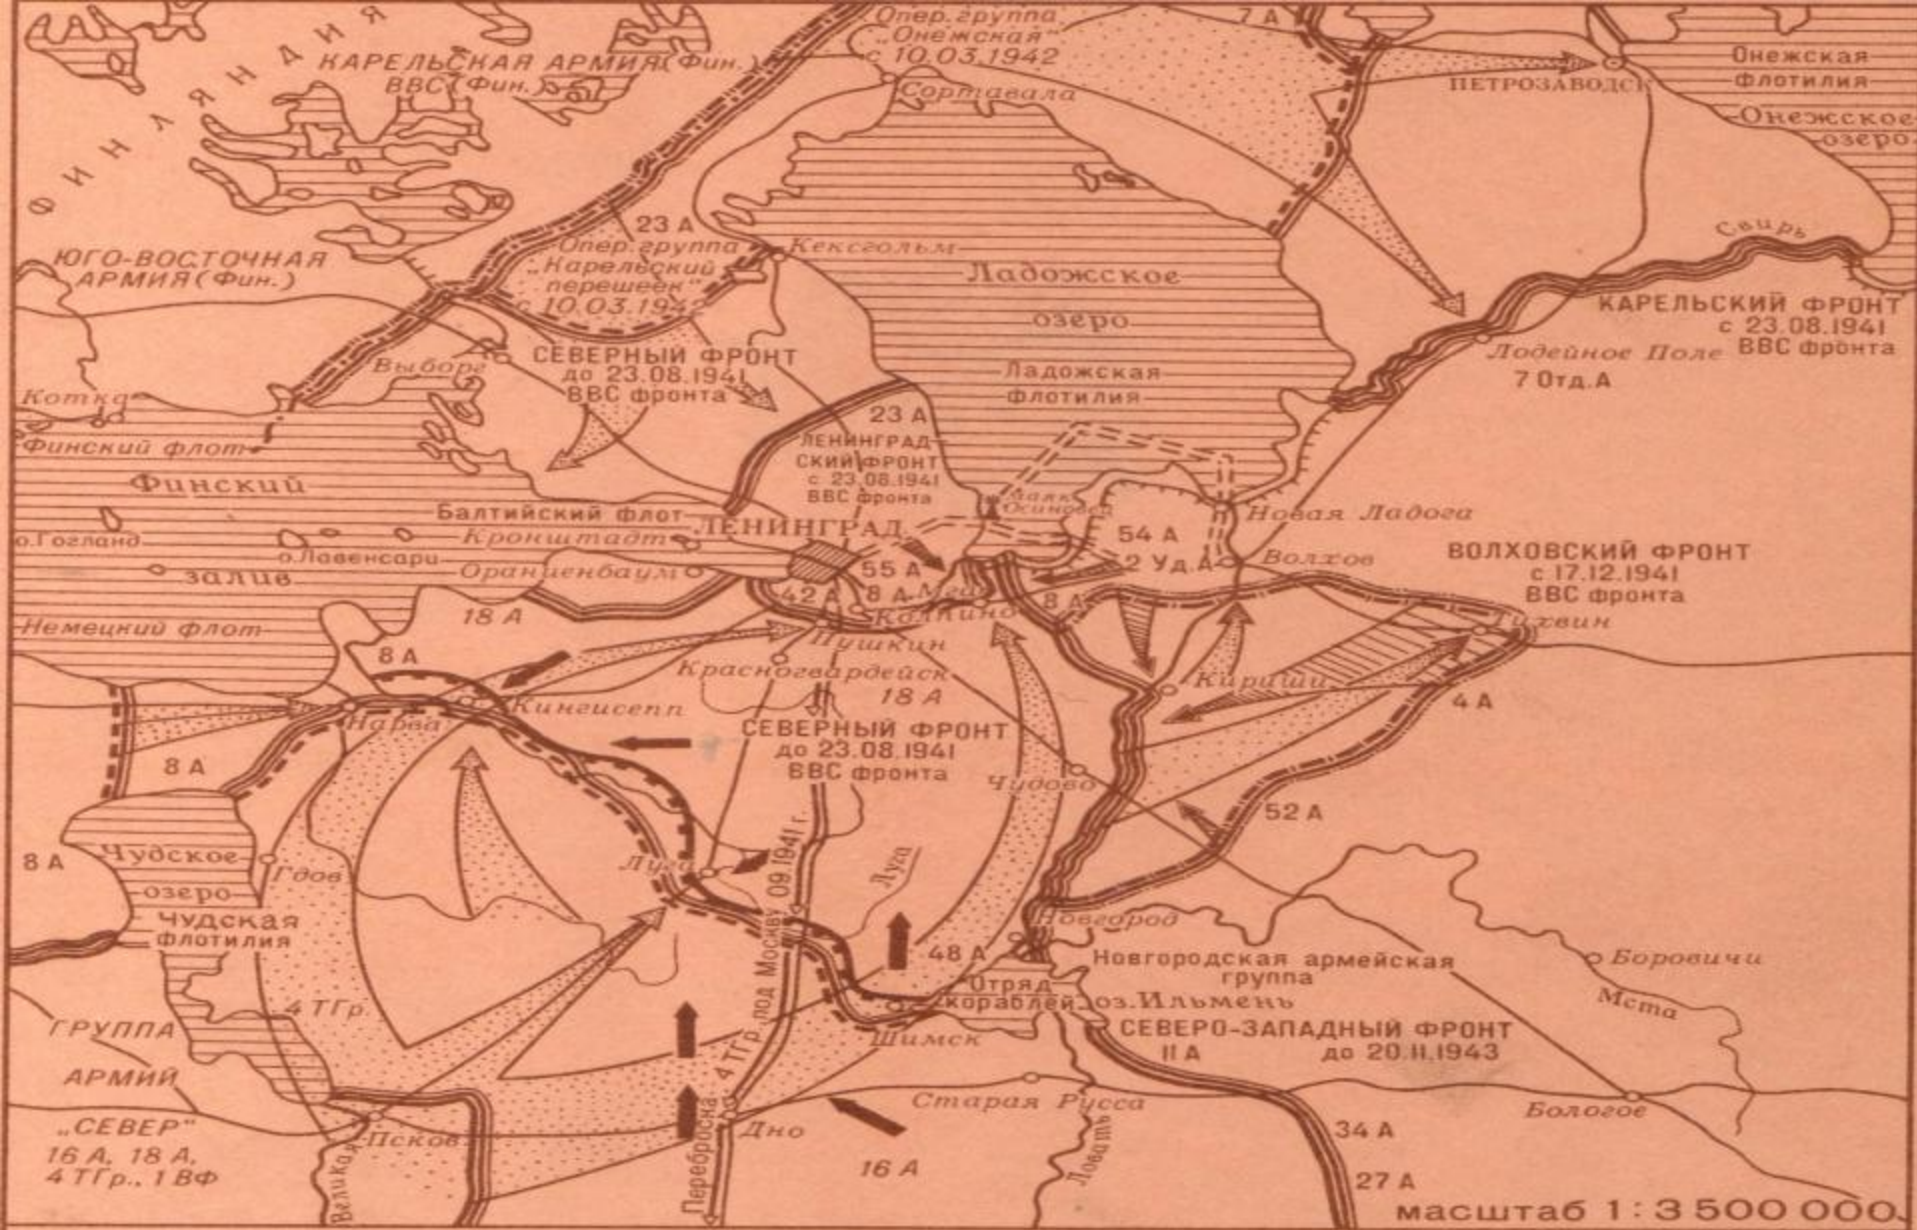 Опер. группа
„Онежская"
с 10.03.1942
7 А
КАРЕЛЬСКАЯ АРМИЯ (Фин.)
ВВС (Фин.)
ФИНЛЯНДИЯ
Сортавала
ПЕТРОЗАВОДСК
Онежская
флотилия
Онежское
озеро
23 А
Опер. группа
„Карельский
перешеек"
с 10.03.1942
Кексгольм
Ладожское
озеро
Ладожская
флотилия
Свирь
ЮГО-ВОСТОЧНАЯ
АРМИЯ (Фин.)
КАРЕЛЬСКИЙ ФРОНТ
с 23.08.1941
ВВС фронта
Лодейное Поле
7 Отд.А
Выборг
СЕВЕРНЫЙ ФРОНТ
до 23.08.1941
ВВС фронта
Котка
Финский флот
Финский
залив
23 А
ЛЕНИНГРАД-
СКИЙ ФРОНТ
с 23.08.1941
ВВС фронта
Балтийский флот
ЛЕНИНГРАД
Кронштадт
Ораниенбаум
о.Гогланд
о.Лавенсари
маяк
Осиновец
Новая Ладога
54 А
2 Уд.А
Волхов
ВОЛХОВСКИЙ ФРОНТ
с 17.12.1941
ВВС фронта
55 А
42 А
8 А
Мга
Колпино
8 А
Тихвин
Немецкий флот
18 А
Пушкин
Красногвардейск
18 А
8 А
Кингисепп
Нарва
Кириши
4 А
СЕВЕРНЫЙ ФРОНТ
до 23.08.1941
ВВС фронта
8 А
Чудово
52 А
8 А
Чудское
озеро
Гдов
ЧУДСКАЯ
ФЛОТИЛИЯ
Луга
Луга
Переброска 4 ТГр. под Москву 09.1941 г.
Новгород
48 А
Новгородская армейская
группа
Отряд
кораблей
оз.Ильмень
Боровичи
Мста
Шимск
СЕВЕРО-ЗАПАДНЫЙ ФРОНТ
11 А
до 20.11.1943
4 ТГр.
ГРУППА
АРМИЙ
„СЕВЕР"
16 А, 18 А,
4 ТГр., 1 ВФ
Псков
Великая
Дно
Старая Русса
16 А
Ловать
Бологое
34 А
27 А
масштаб 1 : 3 500 000